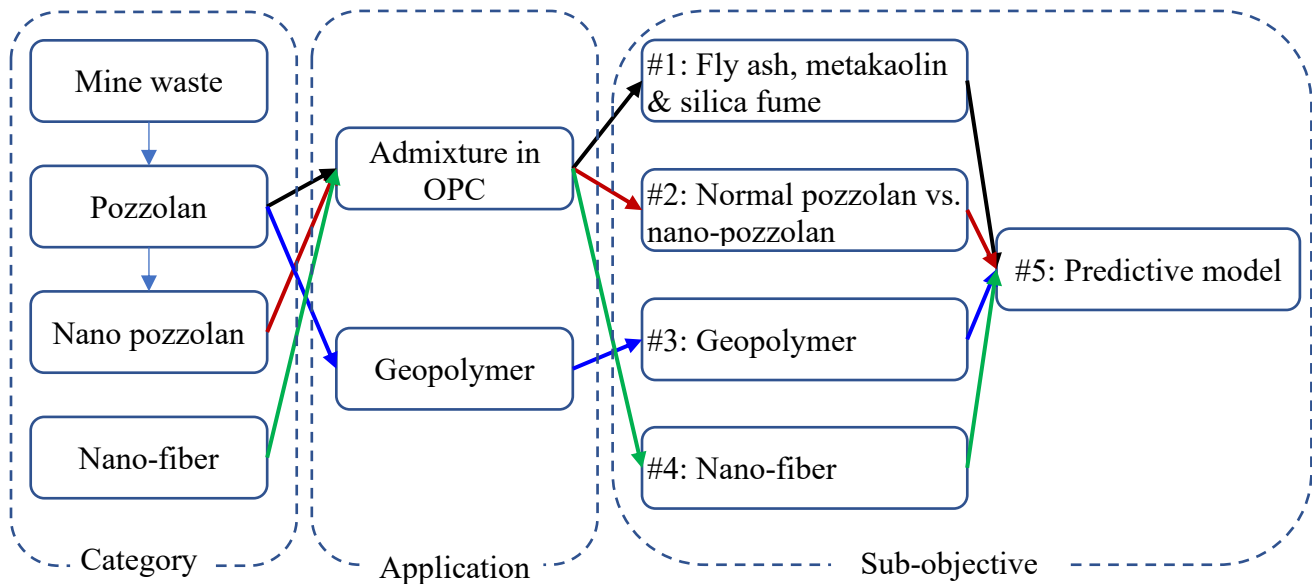 Mine waste
Pozzolan
Nano pozzolan
Nano-fiber
Category
Admixture in
OPC
Geopolymer
Application
#1: Fly ash, metakaolin
& silica fume
#2: Normal pozzolan vs.
nano-pozzolan
#3: Geopolymer
#4: Nano-fiber
#5: Predictive model
Sub-objective